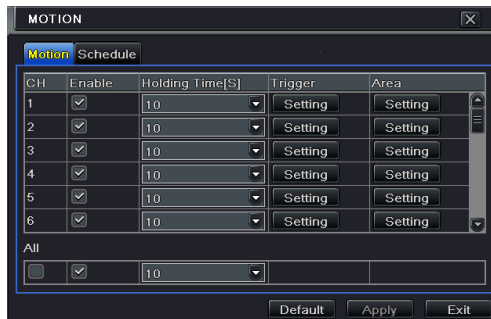 MOTION
Motion Schedule
CH Enable Holding Time[S] Trigger Area
1 10 Setting Setting
2 10 Setting Setting
3 10 Setting Setting
4 10 Setting Setting
5 10 Setting Setting
6 10 Setting Setting
All
10
Default Apply Exit